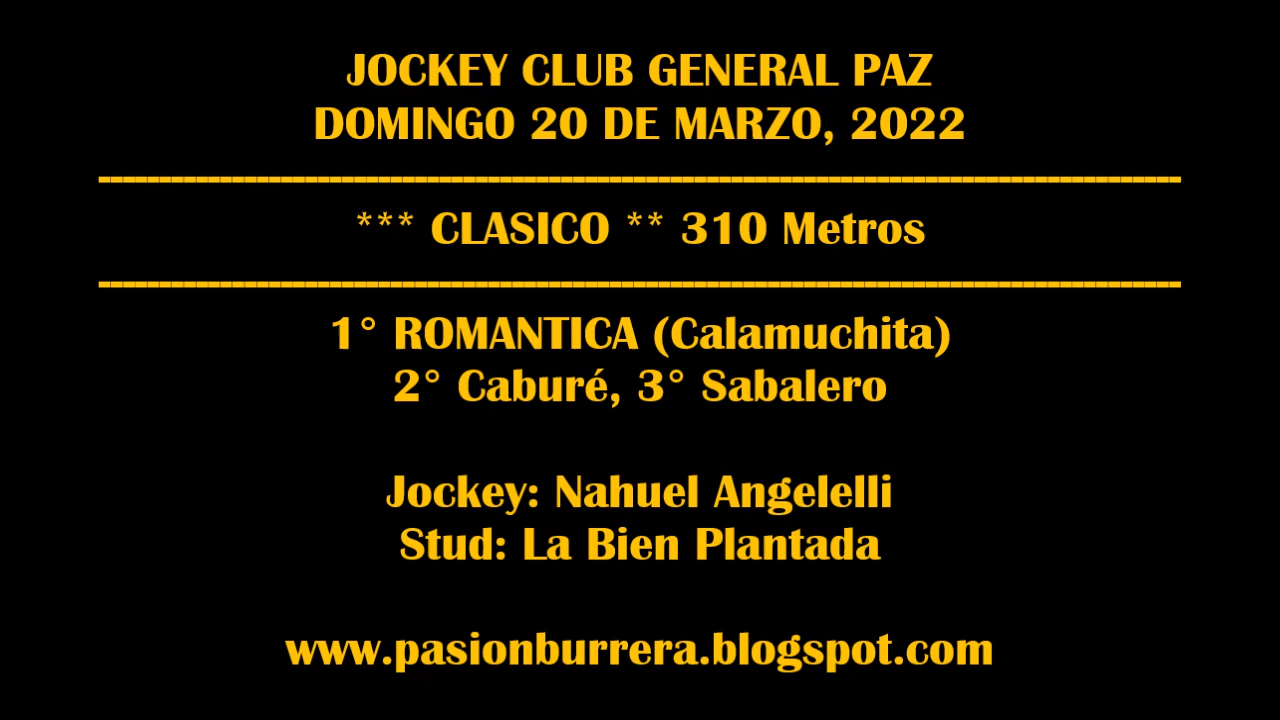 JOCKEY CLUB GENERAL PAZ
DOMINGO 20 DE MARZO, 2022
*** CLASICO ** 310 Metros
1° ROMANTICA (Calamuchita)
2° Caburé, 3° Sabalero
Jockey: Nahuel Angelelli
Stud: La Bien Plantada
www.pasionburrera.blogspot.com